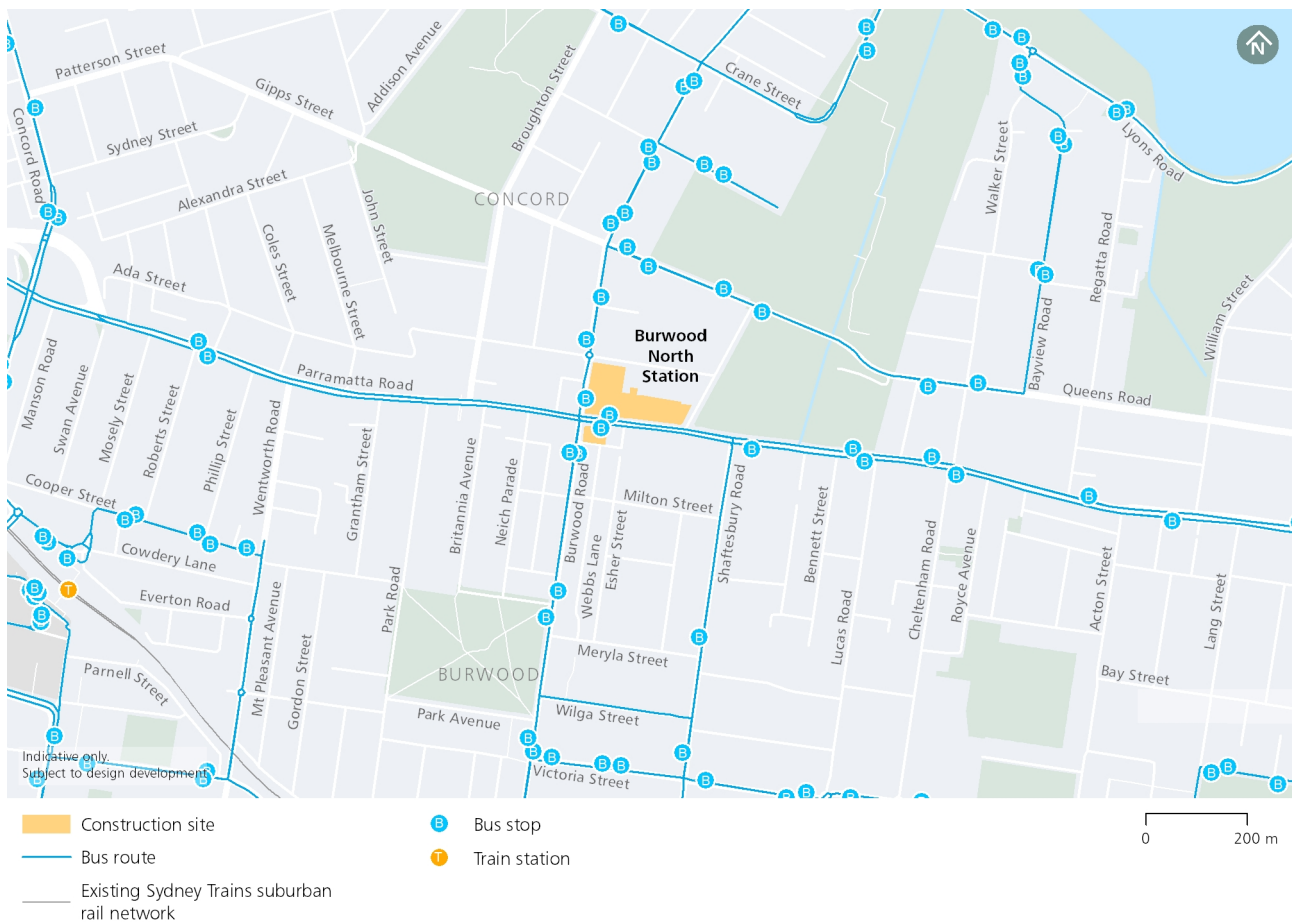 N
Patterson Street
Gipps Street
Addison Avenue
Broughton Street
Crane Street
Lyons Road
Concord Road
Sydney Street
Alexandra Street
John Street
CONCORD
Walker Street
Regatta Road
Coles Street
Melbourne Street
Ada Street
William Street
Bayview Road
Queens Road
Burwood
North
Station
Parramatta Road
Manson Road
Swan Avenue
Mosely Street
Roberts Street
Phillip Street
Wentworth Road
Grantham Street
Britannia Avenue
Neich Parade
Burwood Road
Webbs Lane
Esher Street
Milton Street
Shaftesbury Road
Bennett Street
Lucas Road
Cheltenham Road
Royce Avenue
Acton Street
Lang Street
Cooper Street
Cowdery Lane
Everton Road
Park Road
Mt Pleasant Avenue
Gordon Street
Parnell Street
BURWOOD
Meryla Street
Bay Street
Park Avenue
Wilga Street
Victoria Street
Indicative only.
Subject to design development.
Construction site
B Bus stop
0 200 m
Bus route
T Train station
Existing Sydney Trains suburban
rail network